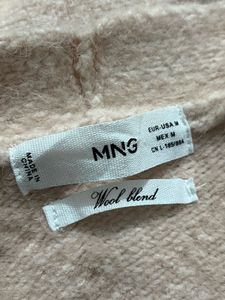 MADE IN
CHINA
MNG
EUR-USA M
MEX M
CN L-165/88A
Wool blend